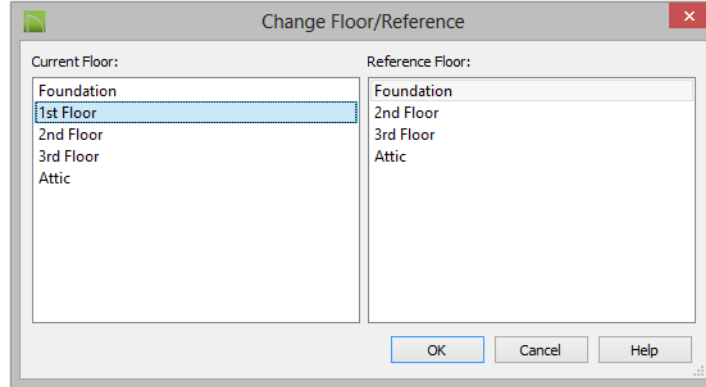 Change Floor/Reference
Current Floor:
Foundation
1st Floor
2nd Floor
3rd Floor
Attic
Reference Floor:
Foundation
2nd Floor
3rd Floor
Attic
OK
Cancel
Help